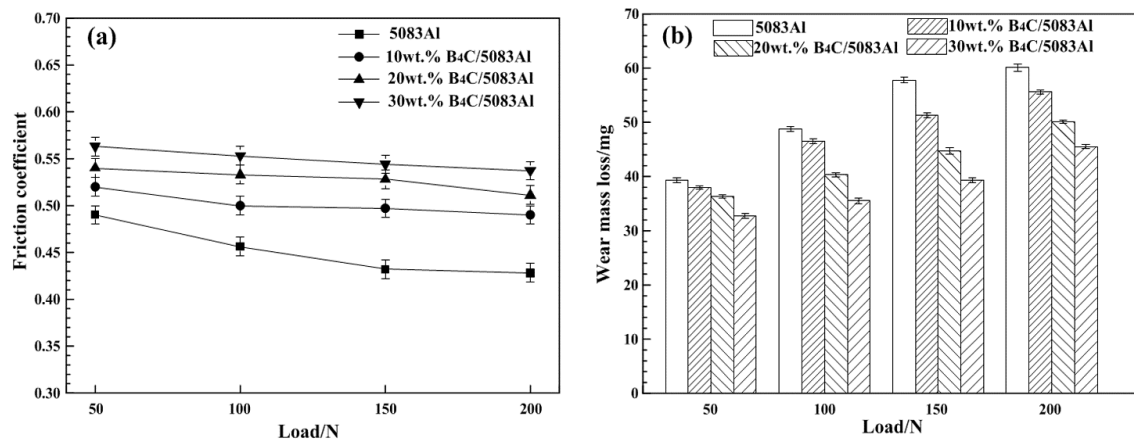 (a)
5083Al
10wt.% B4C/5083Al
20wt.% B4C/5083Al
30wt.% B4C/5083Al
Friction coefficient
0.70
0.65
0.60
0.55
0.50
0.45
0.40
0.35
0.30
50 100 150 200
Load/N
(b)
5083Al 10wt.% B4C/5083Al
20wt.% B4C/5083Al 30wt.% B4C/5083Al
Wear mass loss/mg
70
60
50
40
30
20
10
0
50 100 150 200
Load/N